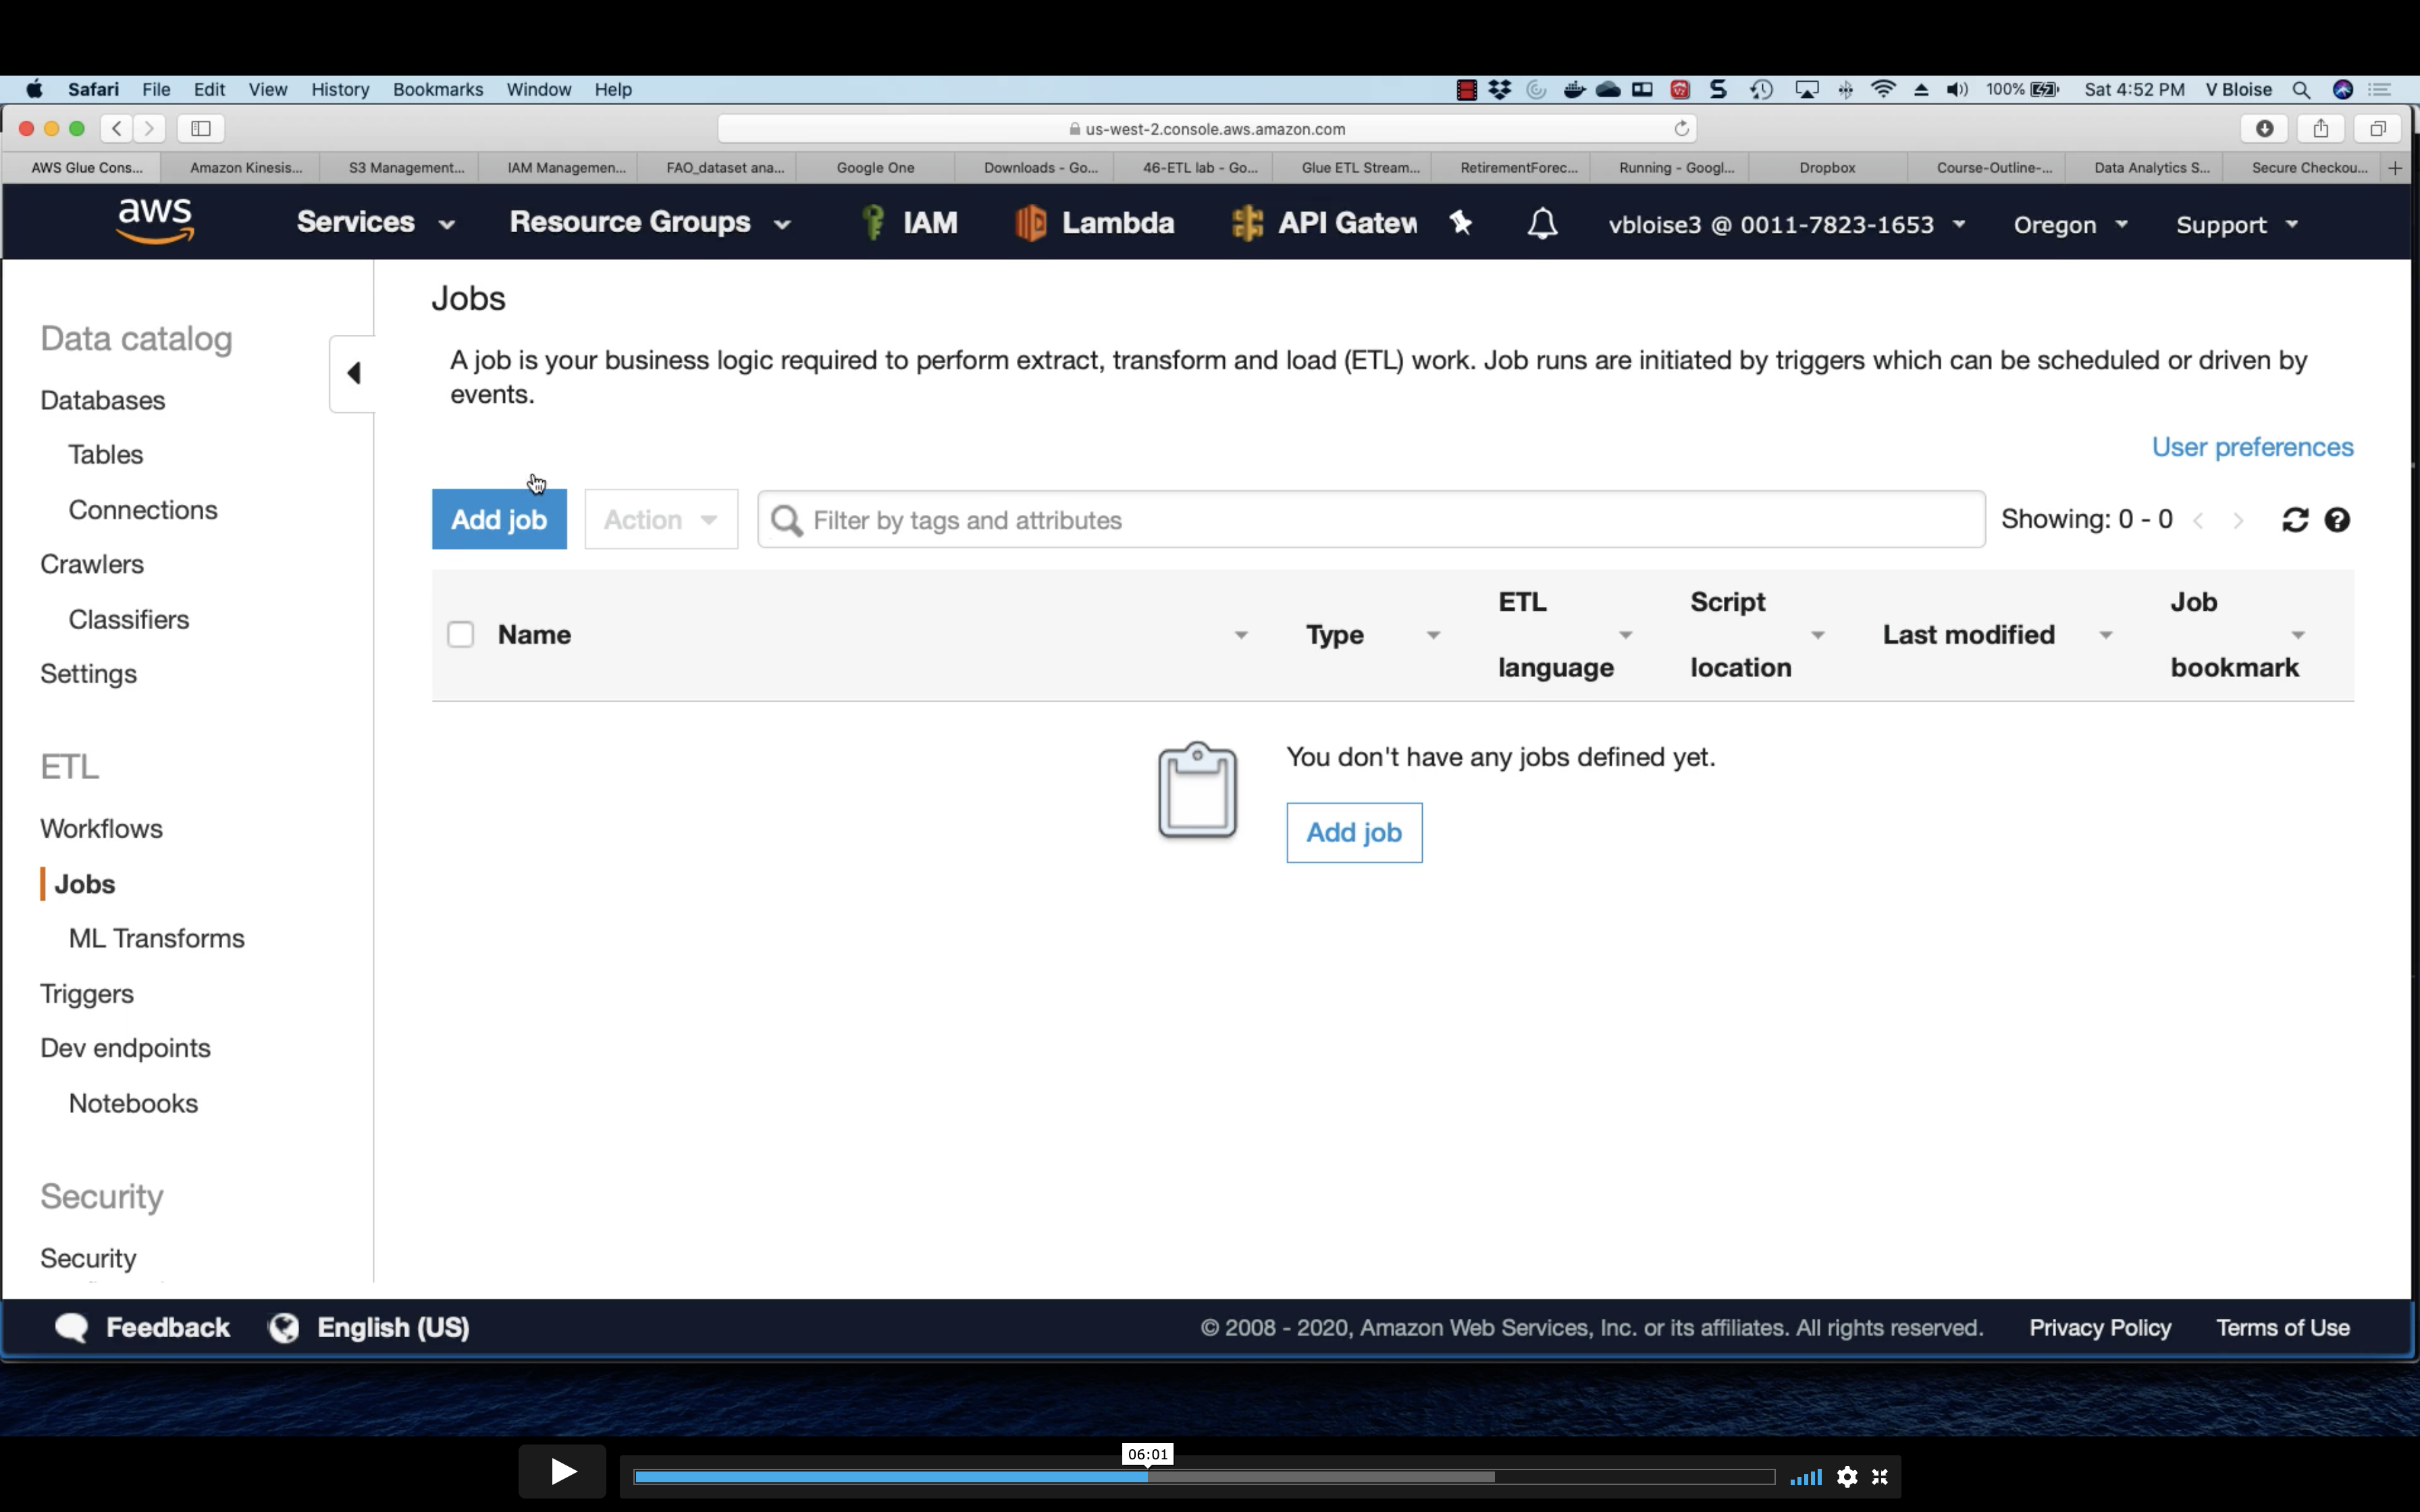 Safari File Edit View History Bookmarks Window Help 100% Sat 4:52 PM V Bloise
us-west-2.console.aws.amazon.com
AWS Glue Cons... Amazon Kinesis... S3 Management... IAM Managemen... FAO_dataset ana... Google One Downloads - Go... 46-ETL lab - Go... Glue ETL Stream... RetirementForec... Running - Googl... Dropbox Course-Outline-... Data Analytics S... Secure Checkou...
aws Services Resource Groups IAM Lambda API Gatew vbloise3 @ 0011-7823-1653 Oregon Support
Data catalog
Databases
Tables
Connections
Crawlers
Classifiers
Settings
ETL
Workflows
Jobs
ML Transforms
Triggers
Dev endpoints
Notebooks
Security
Security
Jobs
A job is your business logic required to perform extract, transform and load (ETL) work. Job runs are initiated by triggers which can be scheduled or driven by
events.
User preferences
Add job Action Filter by tags and attributes Showing: 0 - 0
Name Type ETL language Script location Last modified Job bookmark
You don't have any jobs defined yet.
Add job
Feedback English (US) © 2008 - 2020, Amazon Web Services, Inc. or its affiliates. All rights reserved. Privacy Policy Terms of Use
06:01